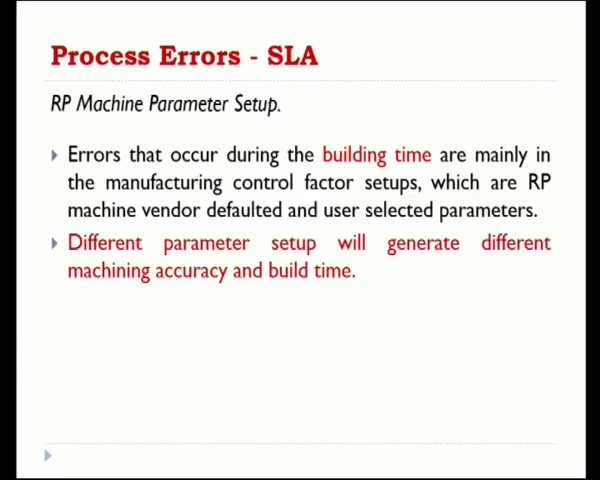 Process Errors - SLA
RP Machine Parameter Setup.
Errors that occur during the building time are mainly in
the manufacturing control factor setups, which are RP
machine vendor defaulted and user selected parameters.
Different parameter setup will generate different
machining accuracy and build time.